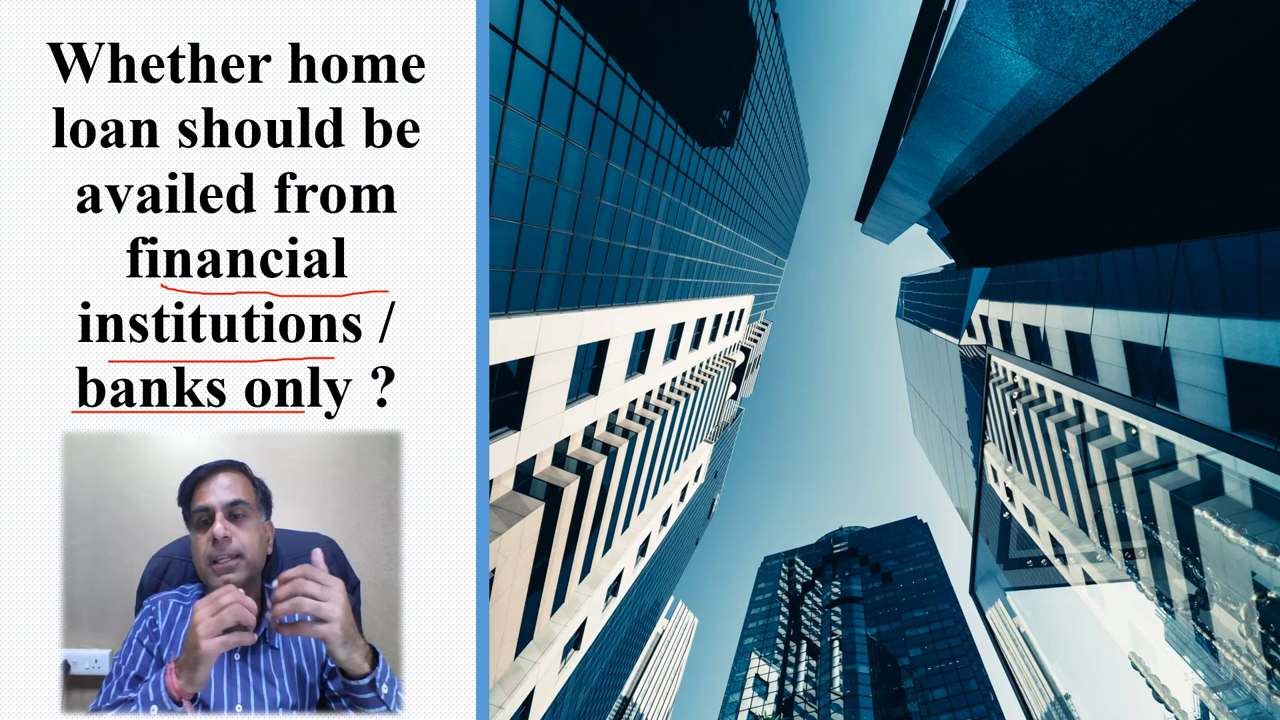 Whether home
loan should be
availed from
financial
institutions /
banks only ?